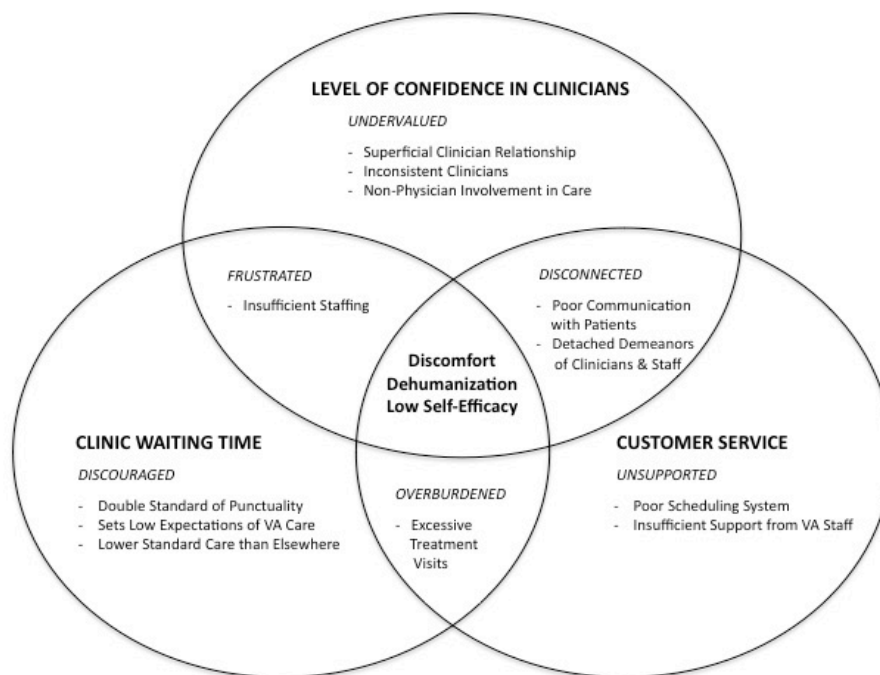 LEVEL OF CONFIDENCE IN CLINICIANS
UNDERVALUED
- Superficial Clinician Relationship
- Inconsistent Clinicians
- Non-Physician Involvement in Care
FRUSTRATED
- Insufficient Staffing
DISCONNECTED
- Poor Communication
with Patients
- Detached Demeanors
of Clinicians & Staff
Discomfort
Dehumanization
Low Self-Efficacy
CLINIC WAITING TIME
DISCOURAGED
- Double Standard of Punctuality
- Sets Low Expectations of VA Care
- Lower Standard Care than Elsewhere
OVERBURDENED
- Excessive
Treatment
Visits
CUSTOMER SERVICE
UNSUPPORTED
- Poor Scheduling System
- Insufficient Support from VA Staff